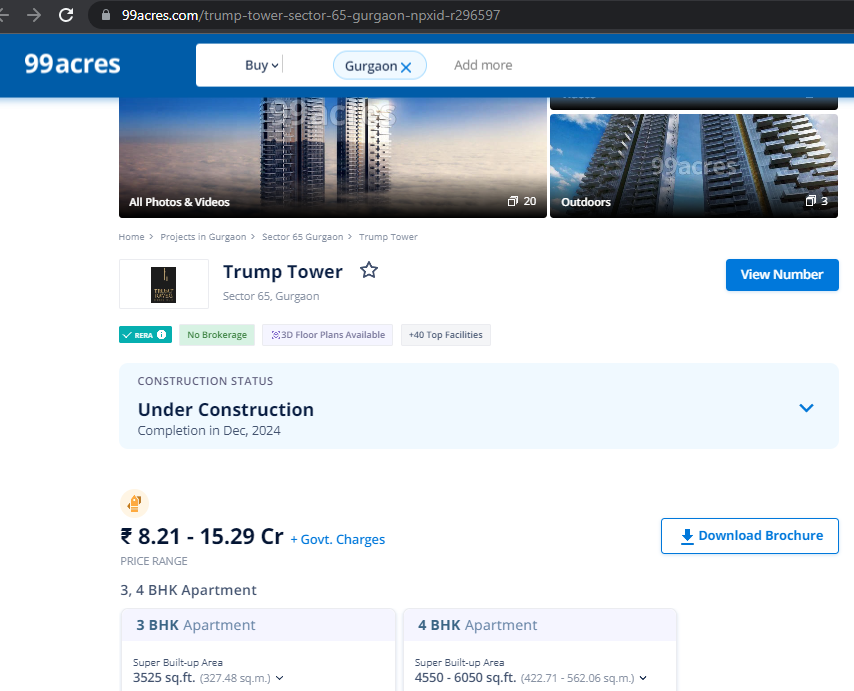 99acres.com/trump-tower-sector-65-gurgaon-npxid-r296597
99acres
Buy
Gurgaon
Add more
99acres
99acres
All Photos & Videos
20
Outdoors
3
Home > Projects in Gurgaon > Sector 65 Gurgaon > Trump Tower
Trump Tower
View Number
Sector 65, Gurgaon
RERA
No Brokerage
3D Floor Plans Available
+40 Top Facilities
CONSTRUCTION STATUS
Under Construction
Completion in Dec, 2024
₹ 8.21 - 15.29 Cr + Govt. Charges
Download Brochure
PRICE RANGE
3, 4 BHK Apartment
3 BHK Apartment
4 BHK Apartment
Super Built-up Area
3525 sq.ft. (327.48 sq.m.)
Super Built-up Area
4550 - 6050 sq.ft. (422.71 - 562.06 sq.m.)